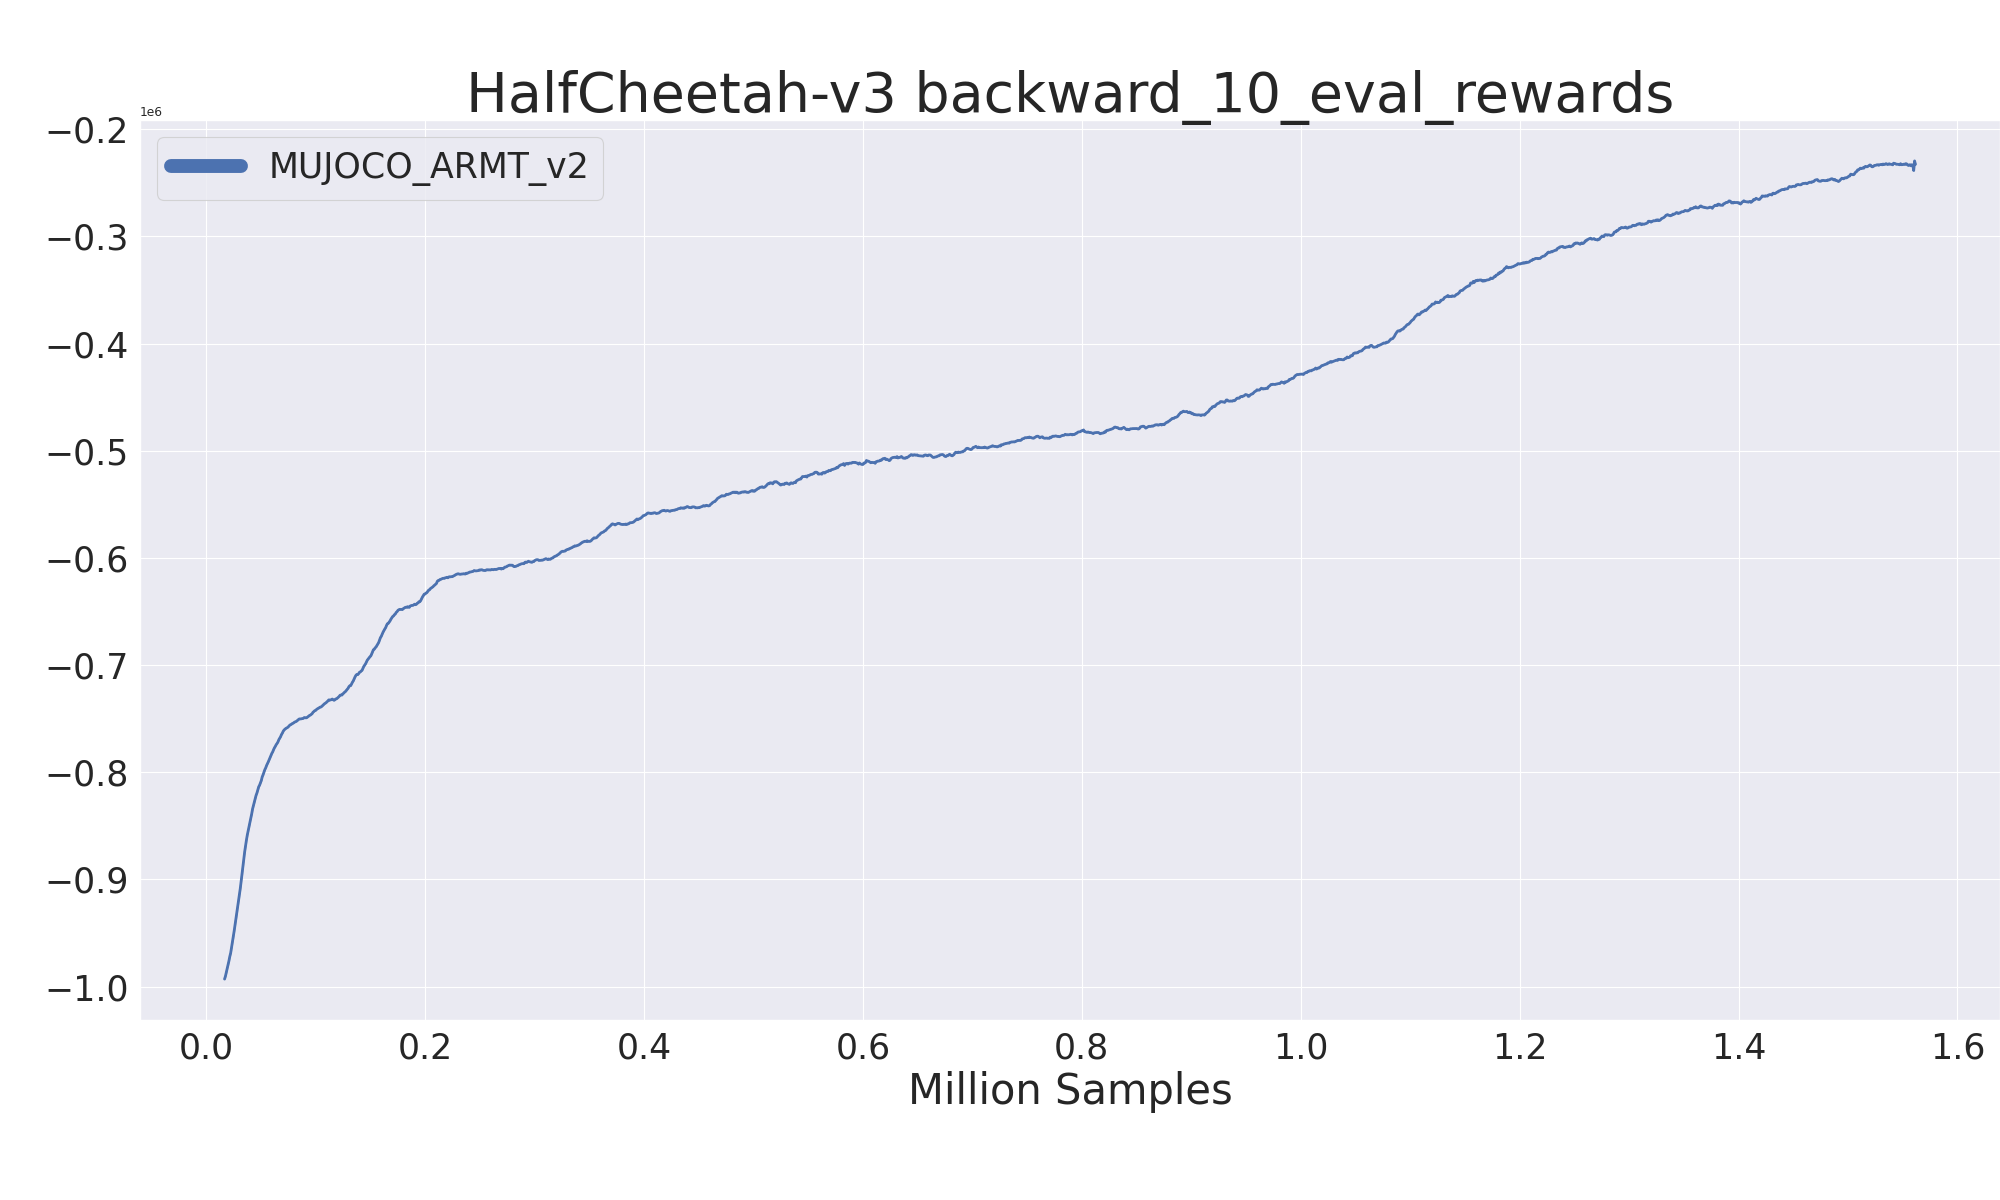 HalfCheetah-v3 backward_10_eval_rewards
1e6
MUJOCO_ARMT_v2
−0.2
−0.3
−0.4
−0.5
−0.6
−0.7
−0.8
−0.9
−1.0
0.0 0.2 0.4 0.6 0.8 1.0 1.2 1.4 1.6
Million Samples